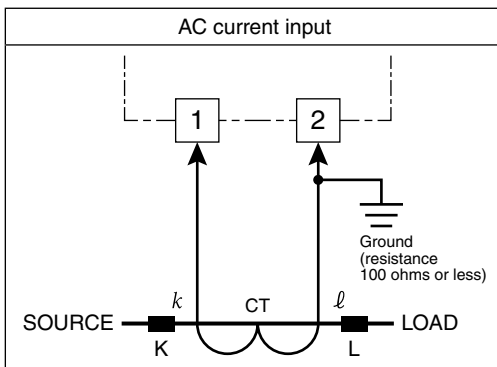 AC current input
1
2
Ground
(resistance
100 ohms or less)
k
CT
ℓ
SOURCE
LOAD
K
L